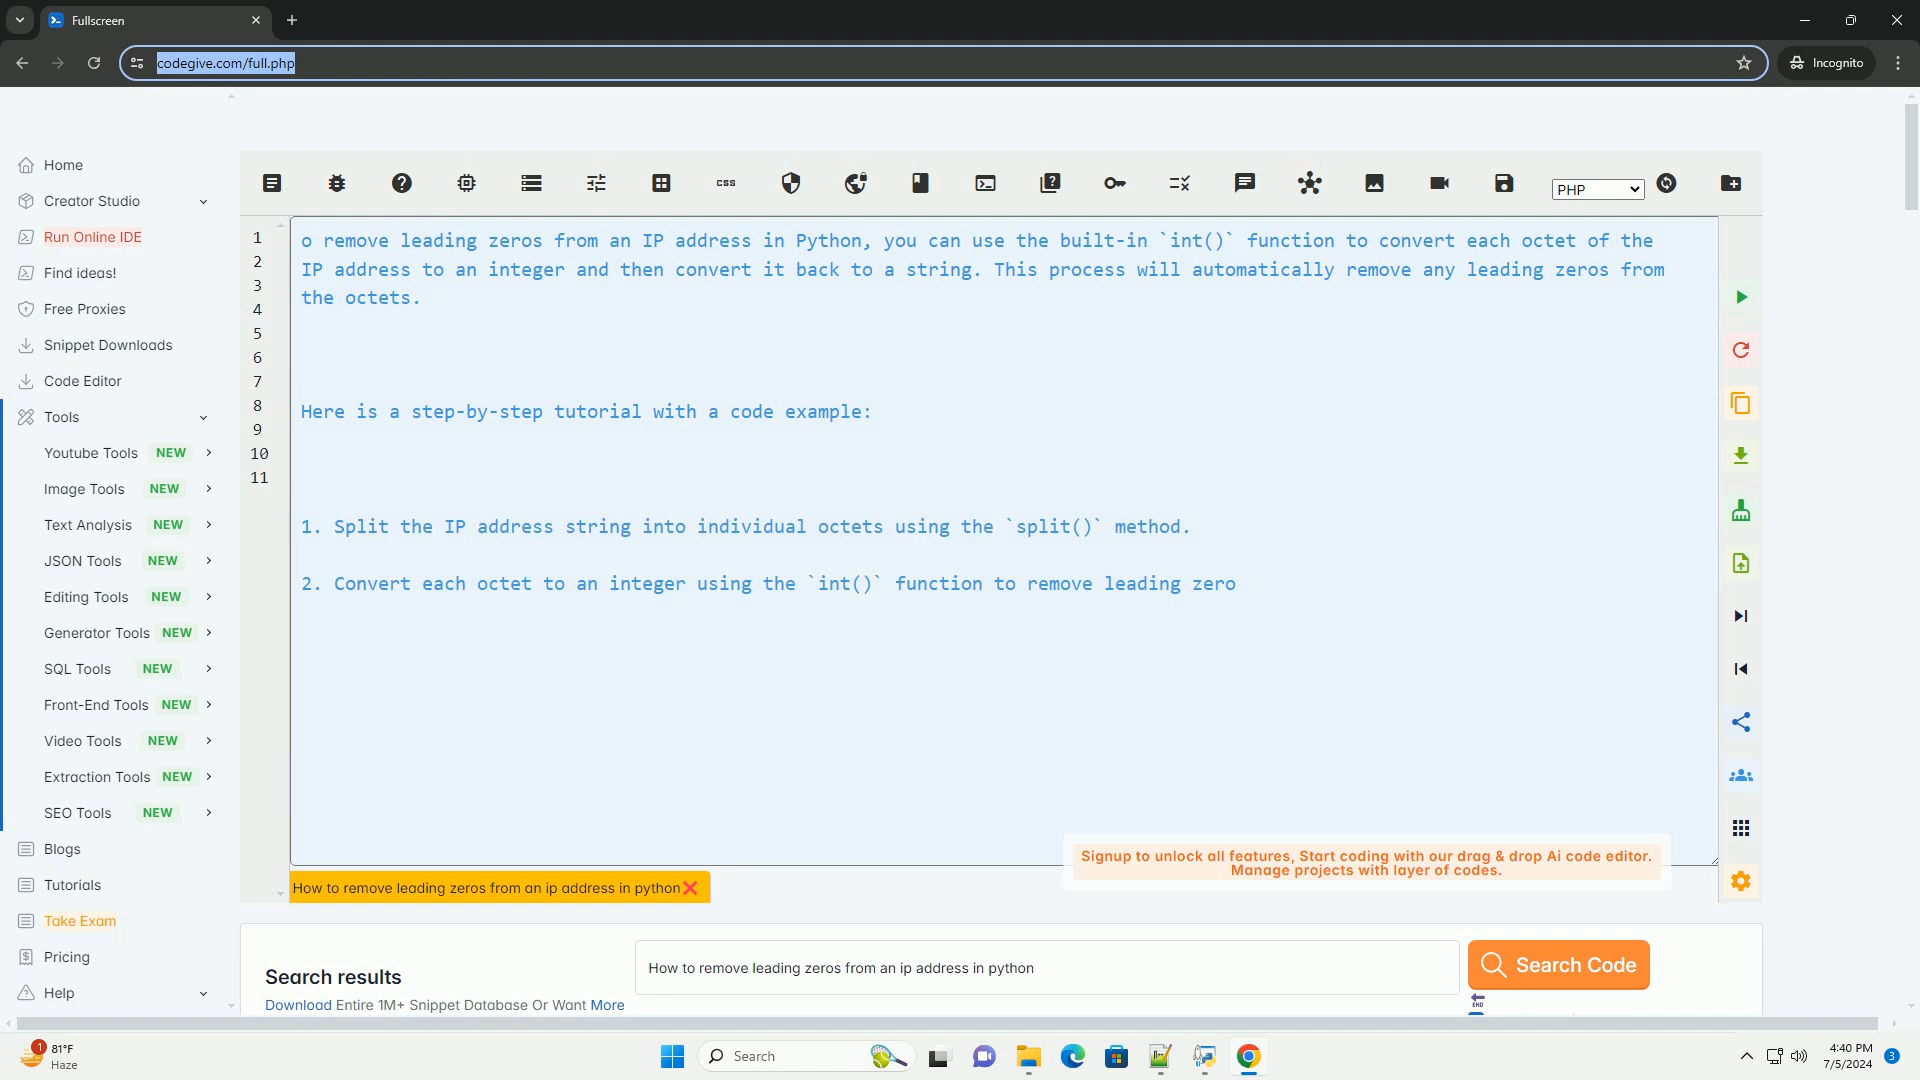 Fullscreen
codegive.com/full.php
Incognito
Home
Creator Studio
Run Online IDE
Find ideas!
Free Proxies
Snippet Downloads
Code Editor
Tools
Youtube Tools NEW
Image Tools NEW
Text Analysis NEW
JSON Tools NEW
Editing Tools NEW
Generator Tools NEW
SQL Tools NEW
Front-End Tools NEW
Video Tools NEW
Extraction Tools NEW
SEO Tools NEW
Blogs
Tutorials
Take Exam
Pricing
Help
css
PHP
1
2
3
4
5
6
7
8
9
10
11
o remove leading zeros from an IP address in Python, you can use the built-in `int()` function to convert each octet of the
IP address to an integer and then convert it back to a string. This process will automatically remove any leading zeros from
the octets.
Here is a step-by-step tutorial with a code example:
1. Split the IP address string into individual octets using the `split()` method.
2. Convert each octet to an integer using the `int()` function to remove leading zero
Signup to unlock all features, Start coding with our drag & drop Ai code editor.
Manage projects with layer of codes.
How to remove leading zeros from an ip address in python
Search results
Download Entire 1M+ Snippet Database Or Want More
How to remove leading zeros from an ip address in python
Search Code
END
1
81°F
Haze
Search
4:40 PM
7/5/2024
3